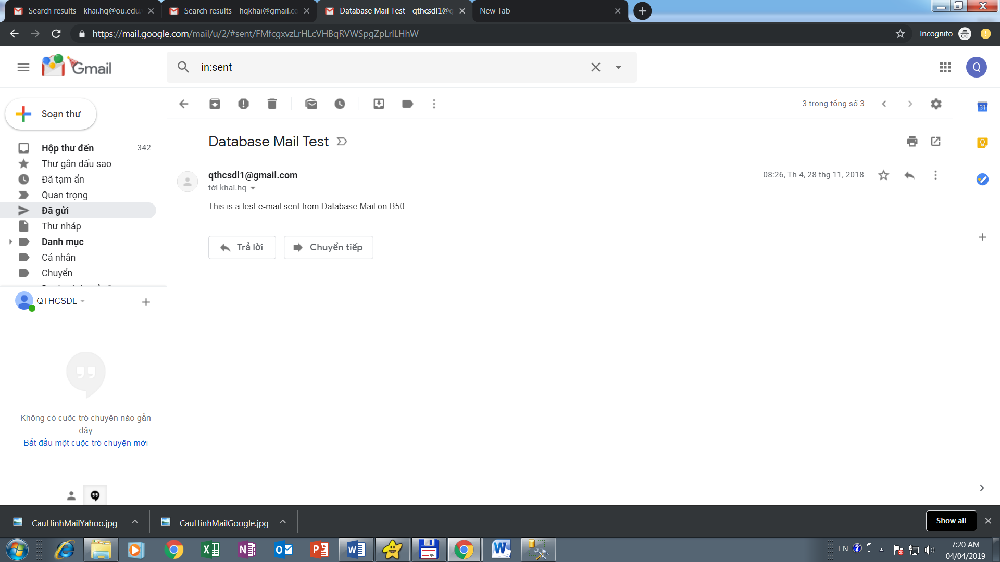 Search results - khai.hq@ou.edu.
Search results - hqkhai@gmail.co
Database Mail Test - qthcsdl1@g
New Tab
https://mail.google.com/mail/u/2/#sent/FMfcgxvzLrHLcVHBqRVWSpgZpLrlLHhW
Incognito
Gmail
in:sent
Q
Soạn thư
3 trong tổng số 3
31
Database Mail Test
Hộp thư đến 342
Thư gắn dấu sao
Đã tạm ẩn
Quan trọng
Đã gửi
Thư nháp
Danh mục
Cá nhân
Chuyển
qthcsdl1@gmail.com
08:26, Th 4, 28 thg 11, 2018
tới khai.hq
This is a test e-mail sent from Database Mail on B50.
Trả lời
Chuyển tiếp
QTHCSDL
Không có cuộc trò chuyện nào gần
đây
Bắt đầu một cuộc trò chuyện mới
CauHinhMailYahoo.jpg
CauHinhMailGoogle.jpg
Show all
64
EN
7:20 AM
04/04/2019